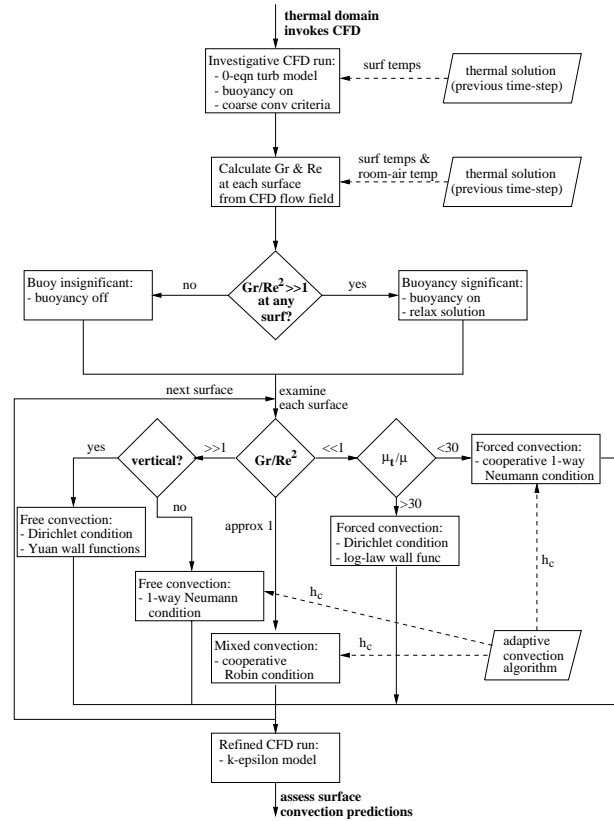 thermal domain
invokes CFD
Investigative CFD run:
- 0-eqn turb model
- buoyancy on
- coarse conv criteria
surf temps
thermal solution
(previous time-step)
Calculate Gr & Re
at each surface
from CFD flow field
surf temps &
room-air temp
thermal solution
(previous time-step)
Buoy insignificant:
- buoyancy off
no
Gr/Re²>>1
at any
surf?
yes
Buoyancy significant:
- buoyancy on
- relax solution
next surface
examine
each surface
yes
vertical?
>>1
Gr/Re²
<<1
μt/μ
<30
Forced convection:
- cooperative 1-way
Neumann condition
no
>30
approx 1
Free convection:
- Dirichlet condition
- Yuan wall functions
Forced convection:
- Dirichlet condition
- log-law wall func
hc
Free convection:
- 1-way Neumann
condition
hc
Mixed convection:
- cooperative
Robin condition
hc
adaptive
convection
algorithm
Refined CFD run:
- k-epsilon model
assess surface
convection predictions